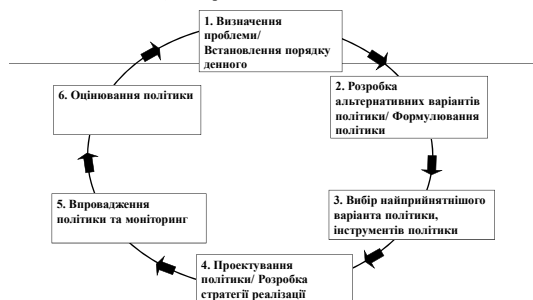 1. Визначення
проблеми/
Встановлення порядку
денного
2. Розробка
альтернативних варіантів
політики/ Формулювання
політики
3. Вибір найприйнятнішого
варіанта політики,
інструментів політики
4. Проектування
політики/ Розробка
стратегії реалізації
5. Впровадження
політики та моніторинг
6. Оцінювання політики